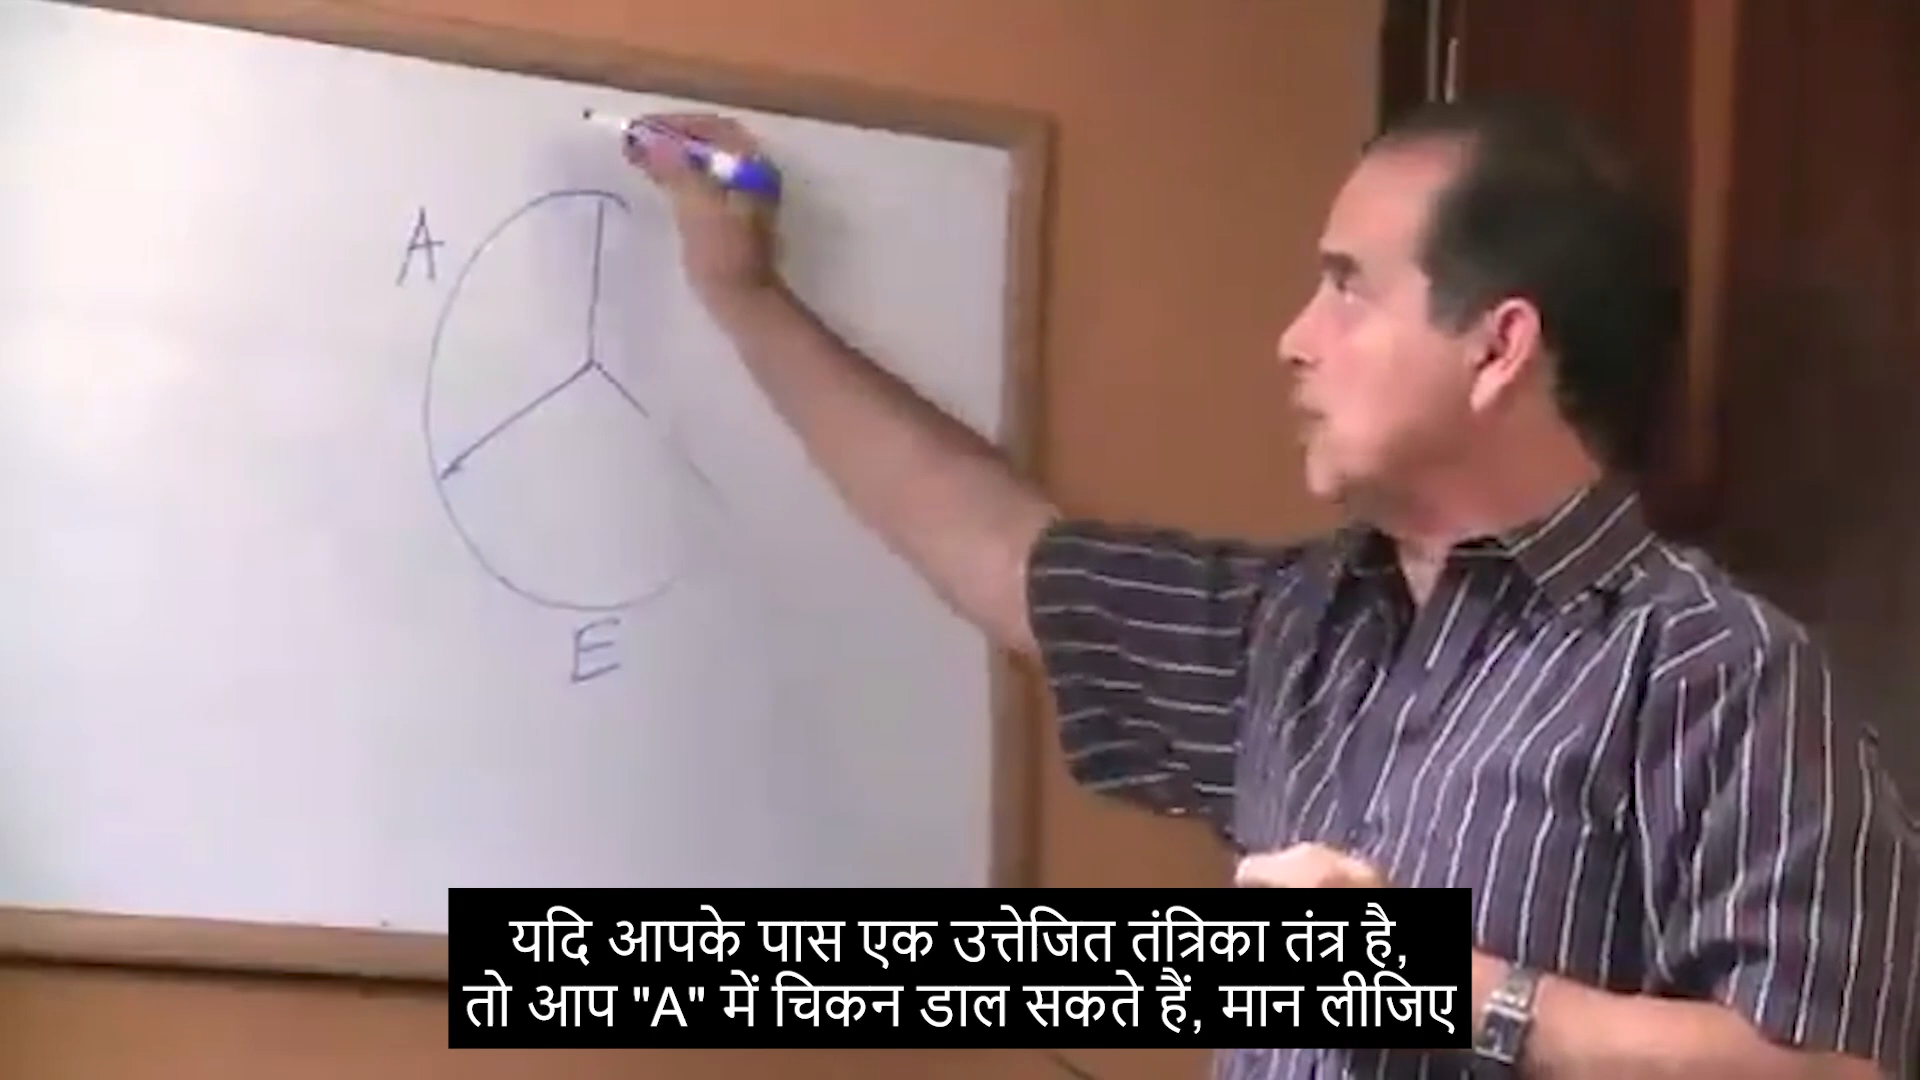 A
E
यदि आपके पास एक उत्तेजित तंत्रिका तंत्र है,
तो आप "A" में चिकन डाल सकते हैं, मान लीजिए